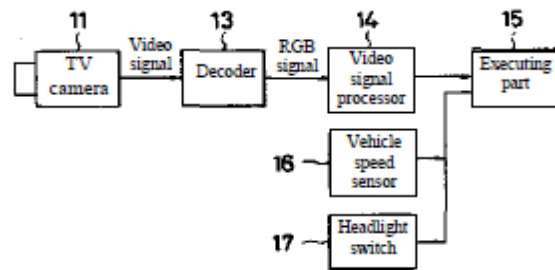 11
13
14
15
TV
camera
Video
signal
Decoder
RGB
signal
Video
signal
processor
Executing
part
16
Vehicle
speed
sensor
17
Headlight
switch